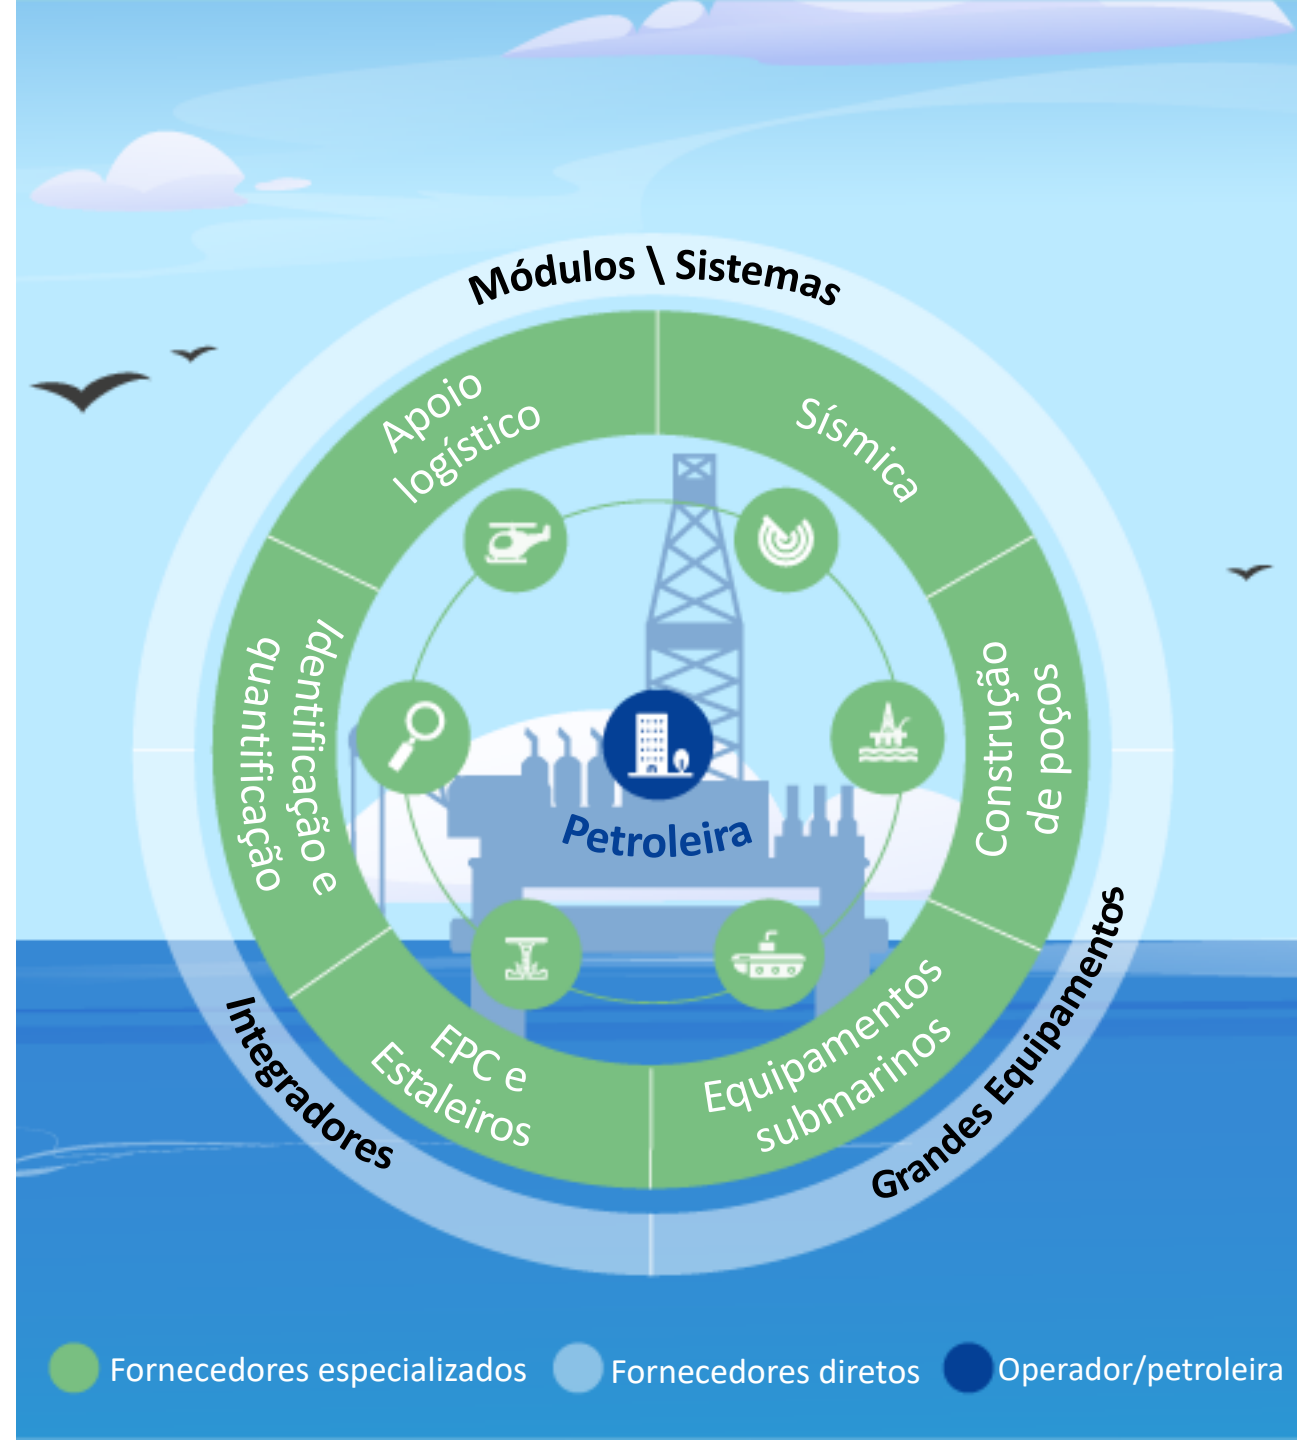 Módulos \ Sistemas
Apoio
logístico
Sísmica
Identificação e
quantificação
Construção
de poços
Petroleira
EPC e
Estaleiros
Equipamentos
submarinos
Integradores
Grandes Equipamentos
Fornecedores especializados
Fornecedores diretos
Operador/petroleira